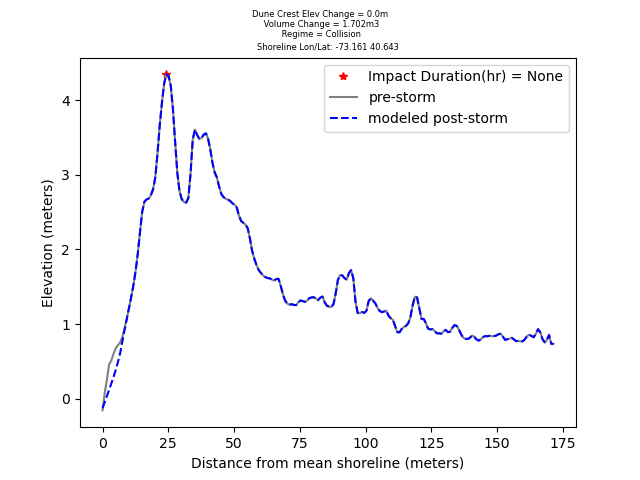 Dune Crest Elev Change = 0.0m
Volume Change = 1.702m3
Regime = Collision
Shoreline Lon/Lat: -73.161 40.643
Impact Duration(hr) = None
pre-storm
modeled post-storm
Elevation (meters)
4
3
2
1
0
0 25 50 75 100 125 150 175
Distance from mean shoreline (meters)